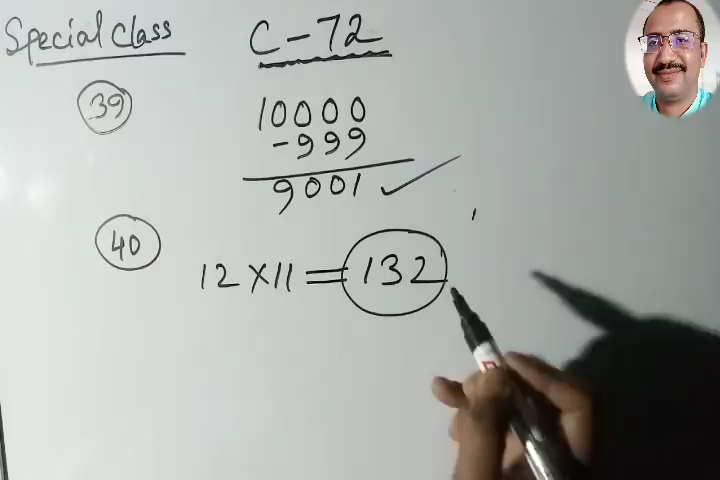 Special Class C-72
39
10000
-999
9001 ✓
40
12 × 11 = 132